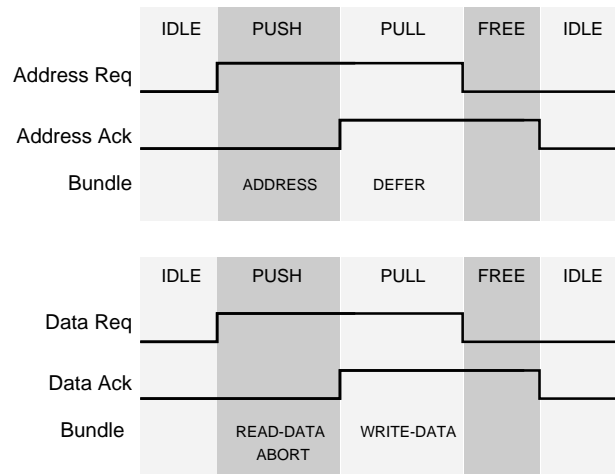 IDLE PUSH PULL FREE IDLE
Address Req
Address Ack
Bundle ADDRESS DEFER
IDLE PUSH PULL FREE IDLE
Data Req
Data Ack
Bundle READ-DATA WRITE-DATA
ABORT